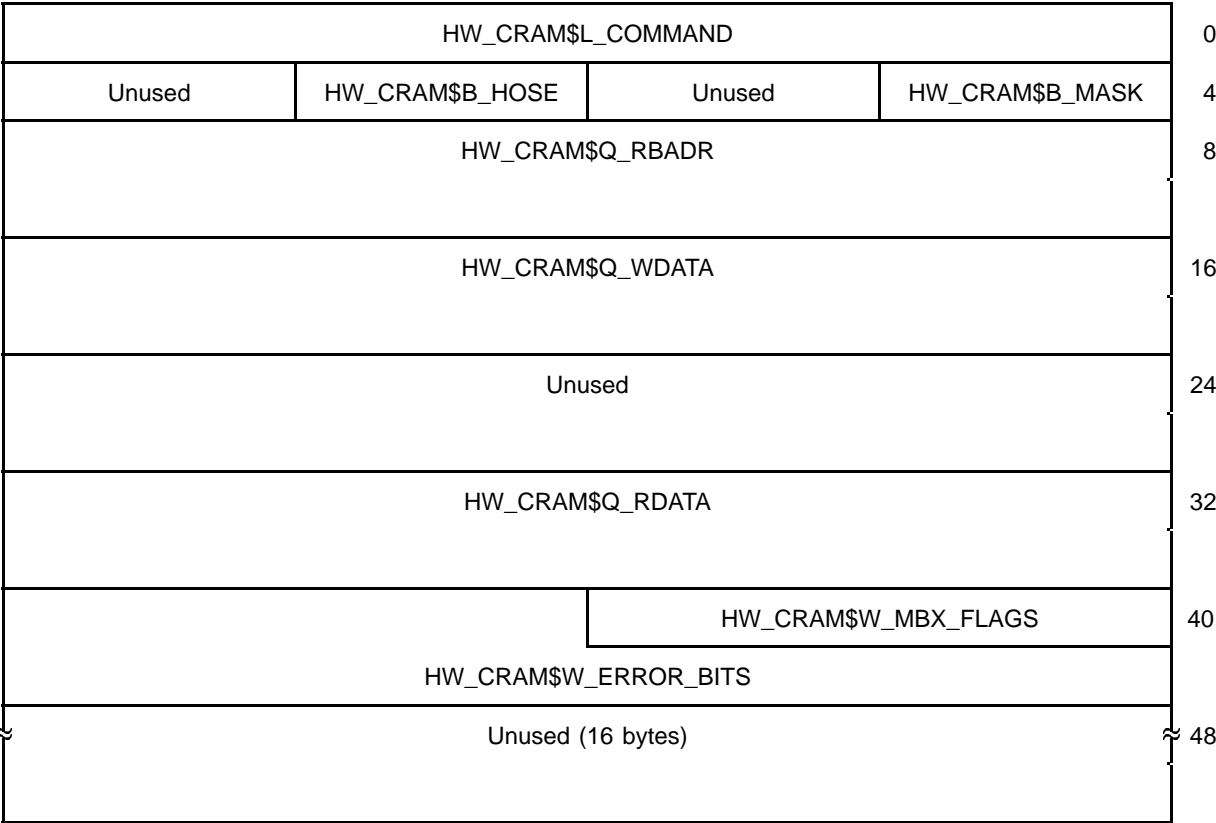 HW_CRAM$L_COMMAND 0
Unused HW_CRAM$B_HOSE Unused HW_CRAM$B_MASK 4
HW_CRAM$Q_RBADR 8
HW_CRAM$Q_WDATA 16
Unused 24
HW_CRAM$Q_RDATA 32
HW_CRAM$W_MBX_FLAGS 40
HW_CRAM$W_ERROR_BITS
Unused (16 bytes) 48